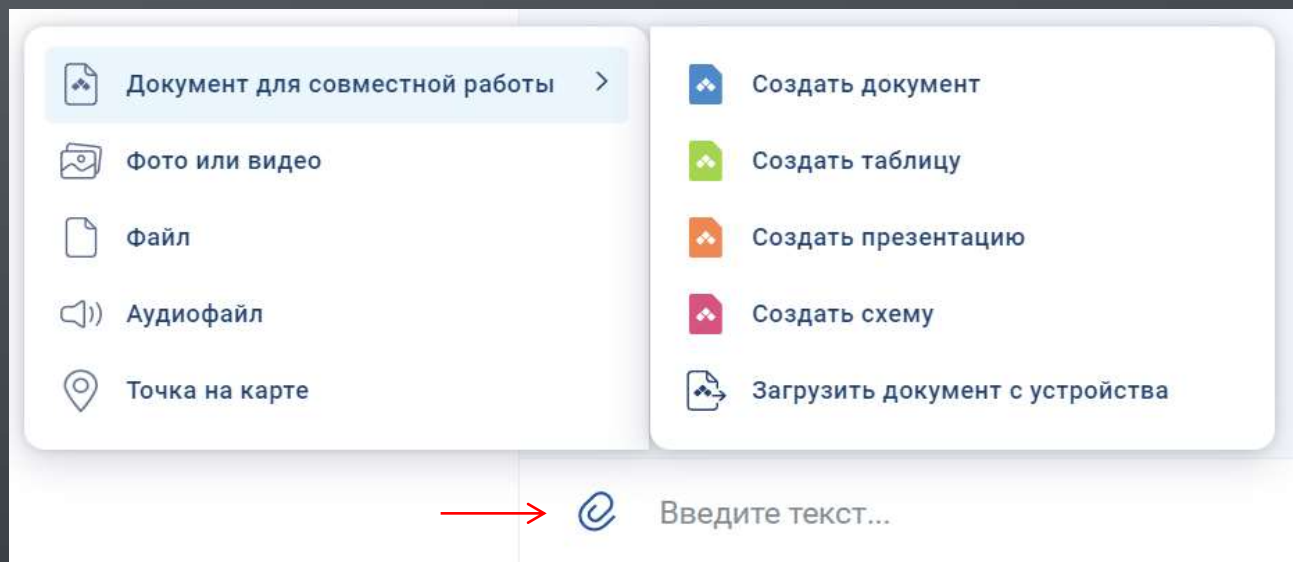 Документ для совместной работы
Фото или видео
Файл
Аудиофайл
Точка на карте
Создать документ
Создать таблицу
Создать презентацию
Создать схему
Загрузить документ с устройства
Введите текст...